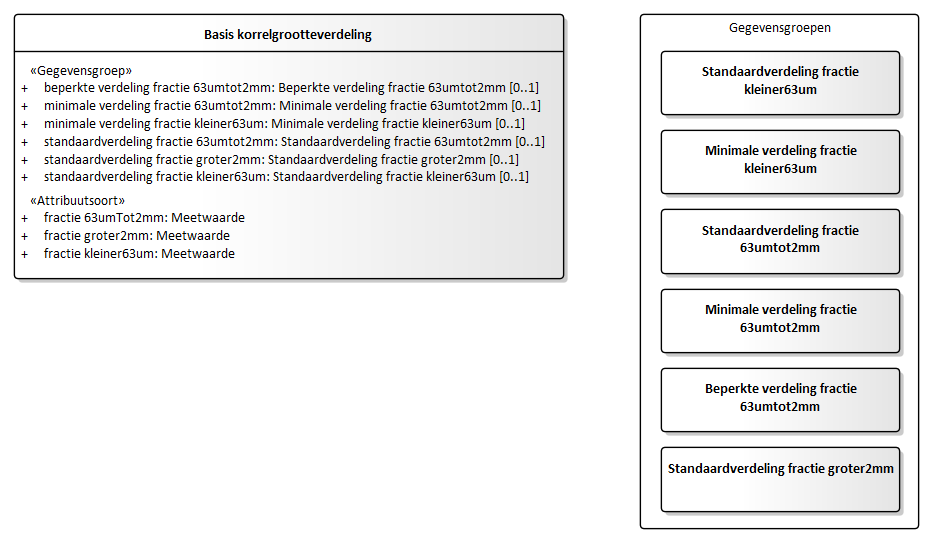 Basis korrelgrootteverdeling
«Gegevensgroep»
+ beperkte verdeling fractie 63umtot2mm: Beperkte verdeling fractie 63umtot2mm [0..1]
+ minimale verdeling fractie 63umtot2mm: Minimale verdeling fractie 63umtot2mm [0..1]
+ minimale verdeling fractie kleiner63um: Minimale verdeling fractie kleiner63um [0..1]
+ standaardverdeling fractie 63umtot2mm: Standaardverdeling fractie 63umtot2mm [0..1]
+ standaardverdeling fractie groter2mm: Standaardverdeling fractie groter2mm [0..1]
+ standaardverdeling fractie kleiner63um: Standaardverdeling fractie kleiner63um [0..1]
«Attribuutsoort»
+ fractie 63umTot2mm: Meetwaarde
+ fractie groter2mm: Meetwaarde
+ fractie kleiner63um: Meetwaarde
Gegevensgroepen
Standaardverdeling fractie
kleiner63um
Minimale verdeling fractie
kleiner63um
Standaardverdeling fractie
63umtot2mm
Minimale verdeling fractie
63umtot2mm
Beperkte verdeling fractie
63umtot2mm
Standaardverdeling fractie groter2mm